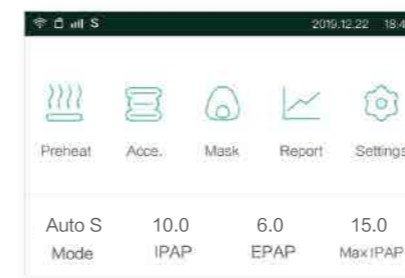 S 2019.12.22 18:4
Preheat Acce. Mask Report Settings
Auto S 10.0 6.0 15.0
Mode IPAP EPAP Max IPAP